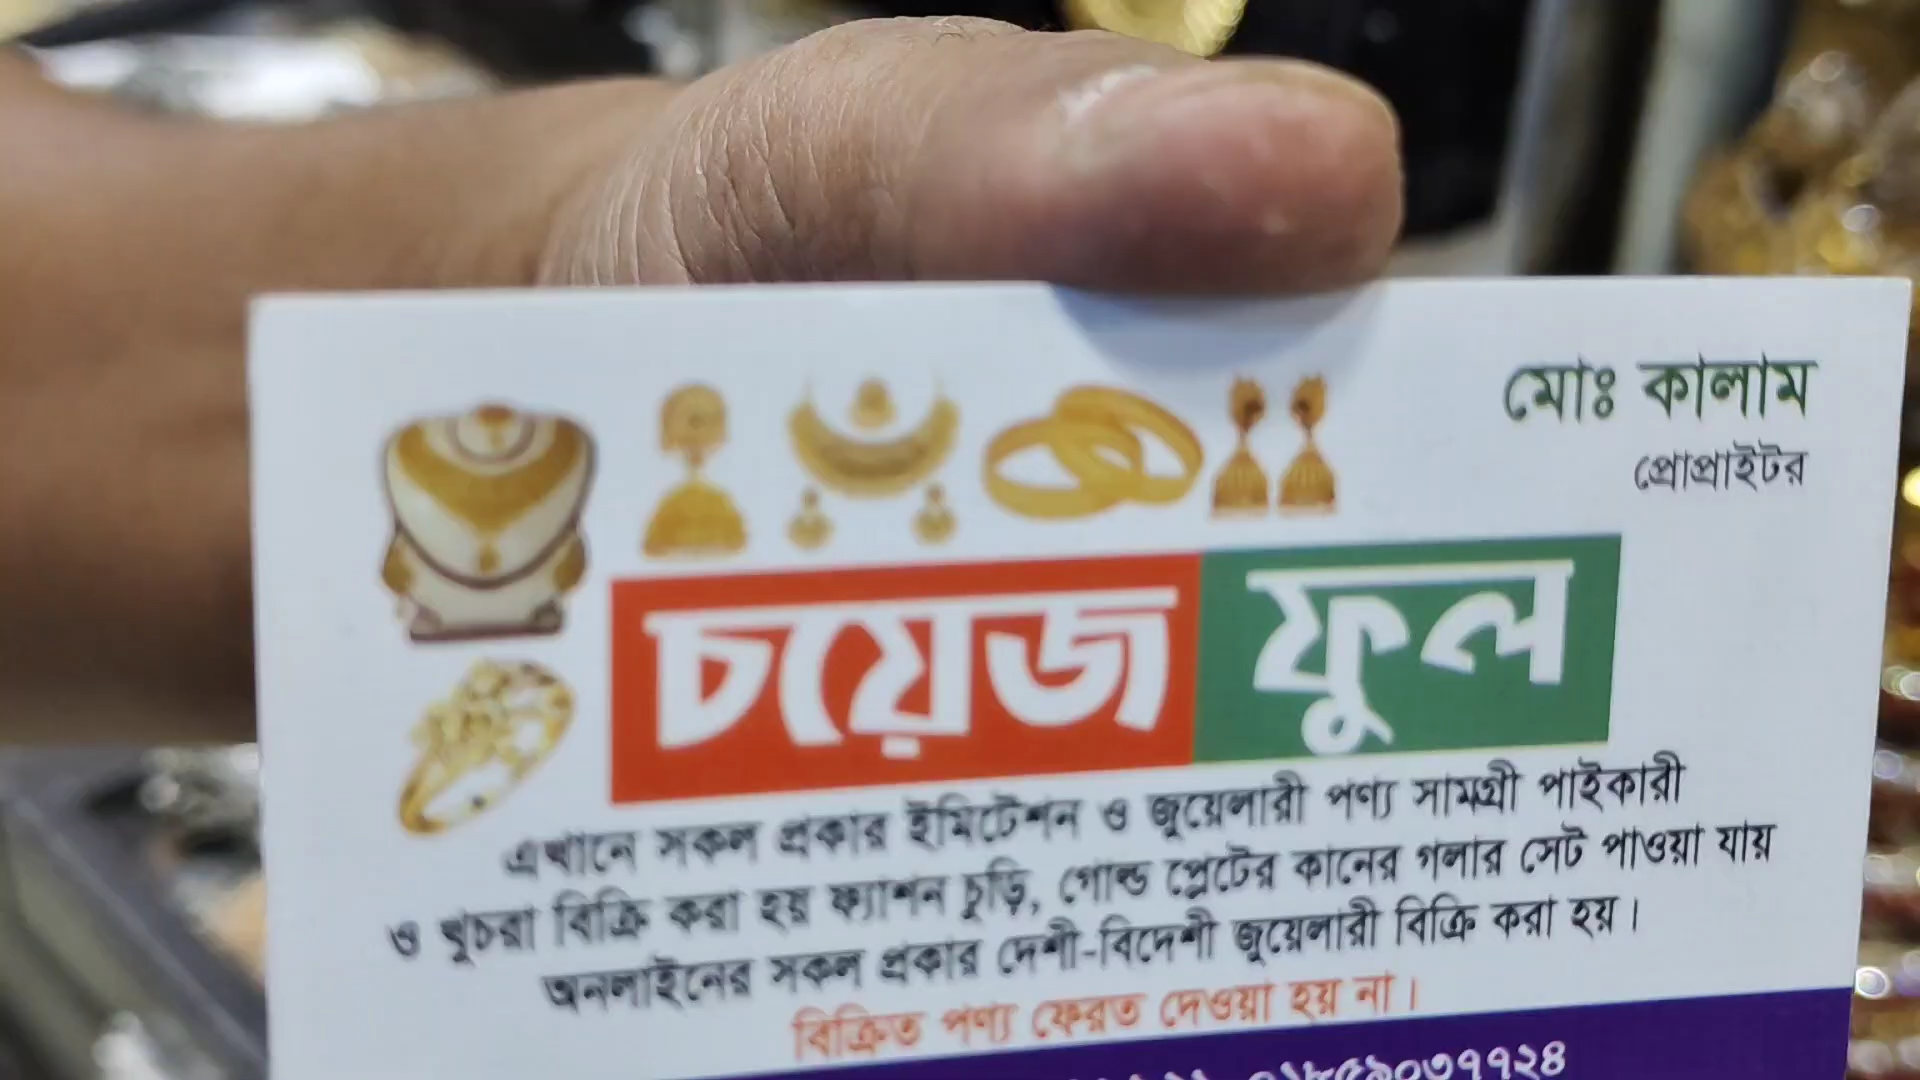 মোঃ কালাম
প্রোপ্রাইটর
চয়েজ ফুল
এখানে সকল প্রকার ইমিটেশন ও জুয়েলারী পণ্য সামগ্রী পাইকারী
ও খুচরা বিক্রি করা হয় ফ্যাশন চুড়ি, গোল্ড প্লেটের কানের গলার সেট পাওয়া যায়
অনলাইনের সকল প্রকার দেশী-বিদেশী জুয়েলারী বিক্রি করা হয়।
বিক্রিত পণ্য ফেরত দেওয়া হয় না।